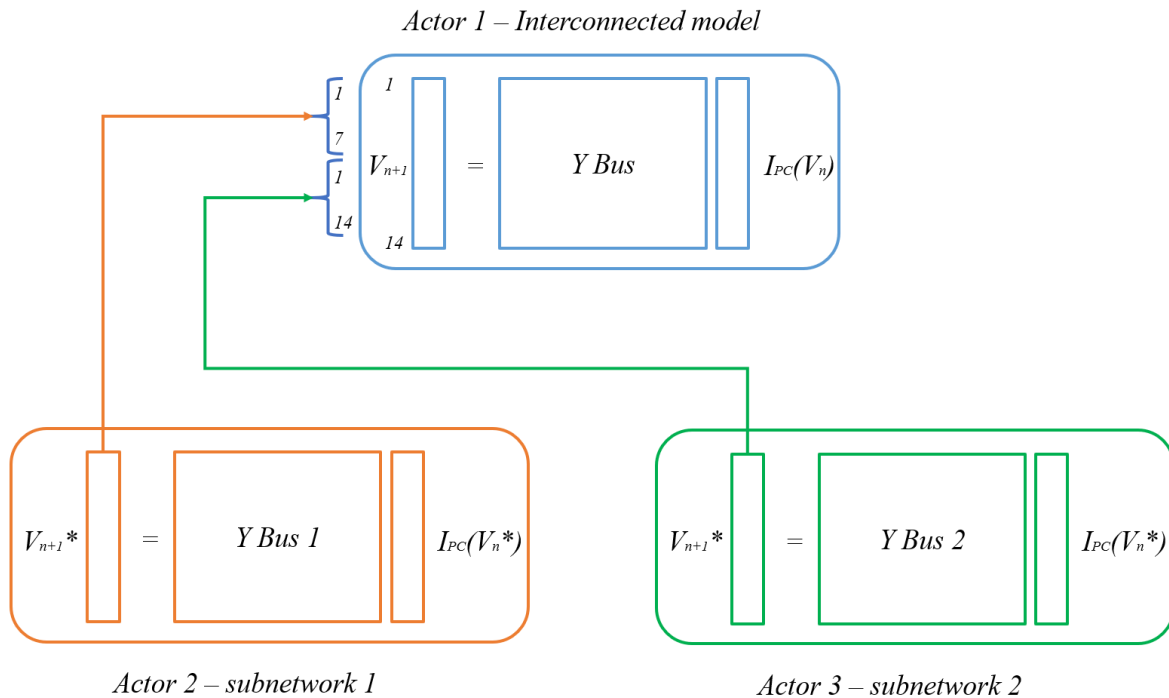 Actor 1 – Interconnected model
1
7
1
14
1
14
Vn+1 = Y Bus IPC(Vn)
Vn+1* = Y Bus 1 IPC(Vn*)
Vn+1* = Y Bus 2 IPC(Vn*)
Actor 2 – subnetwork 1
Actor 3 – subnetwork 2